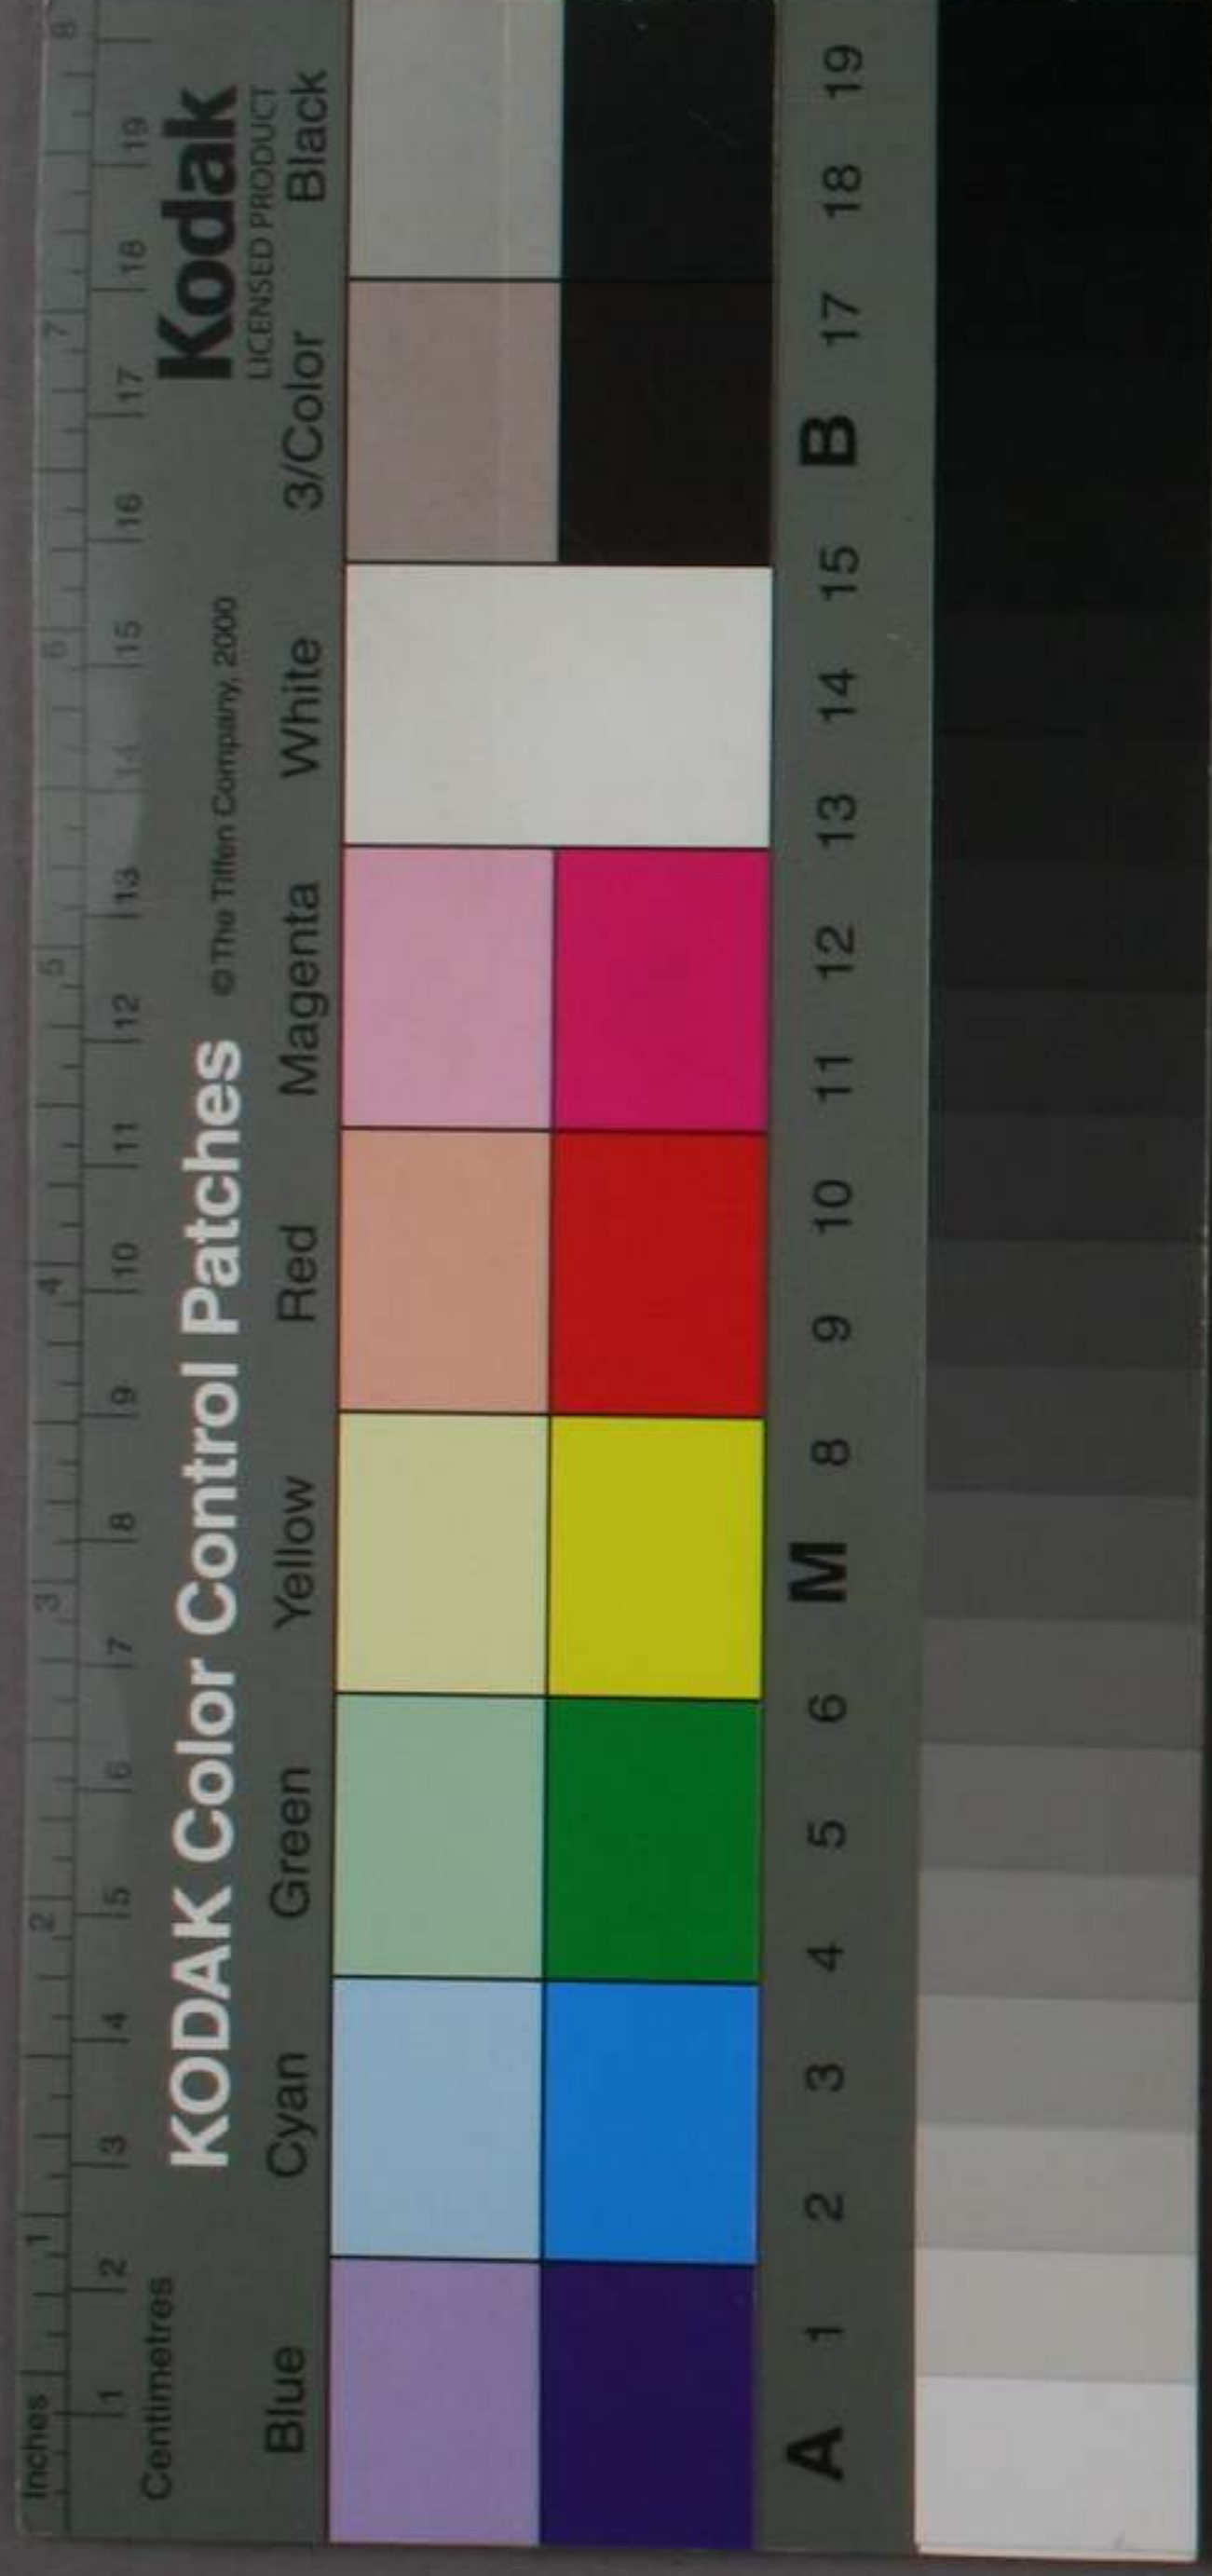 Inches 1 2 3 4 5 6 7 8
Centimetres 1 2 3 4 5 6 7 8 9 10 11 12 13 14 15 16 17 18 19
KODAK Color Control Patches © The Tiffen Company, 2000 Kodak
LICENSED PRODUCT
Blue Cyan Green Yellow Red Magenta White 3/Color Black
A 1 2 3 4 5 6 M 8 9 10 11 12 13 14 15 B 17 18 19